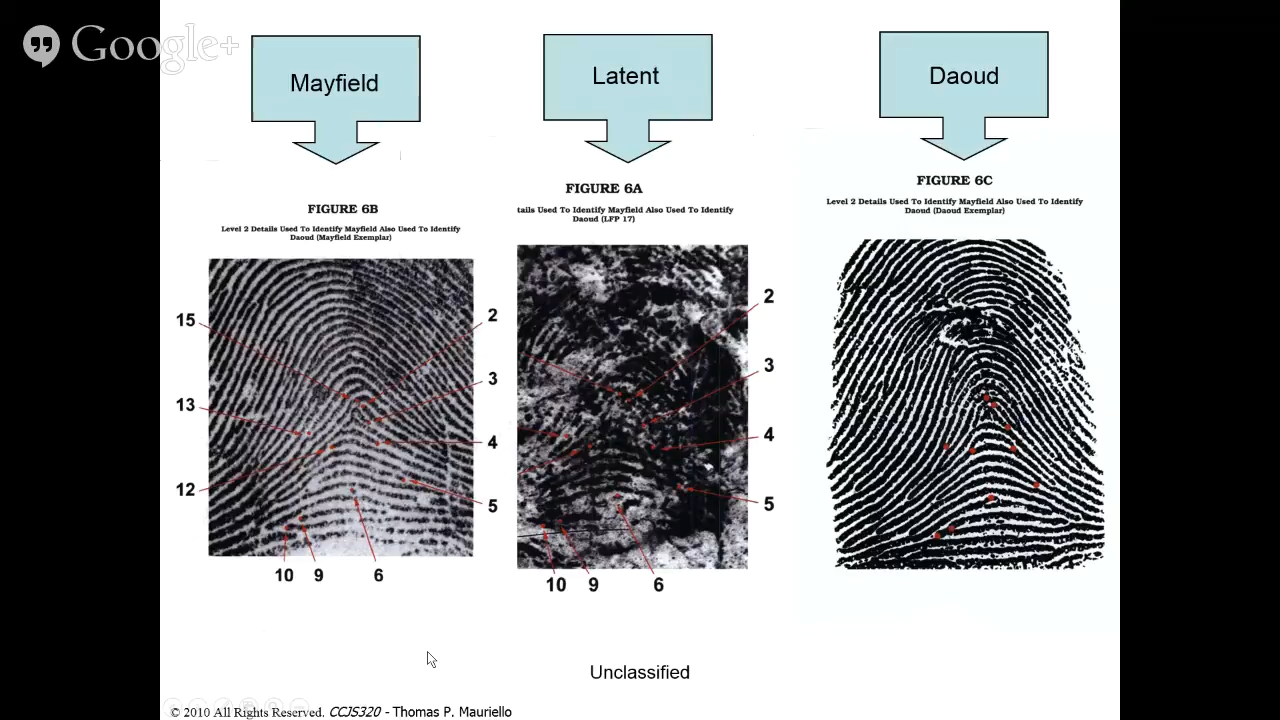 Google+
Mayfield
Latent
Daoud
FIGURE 6B
Level 2 Details Used To Identify Mayfield Also Used To Identify
Daoud (Mayfield Exemplar)
15
13
12
2
3
4
5
10
9
6
FIGURE 6A
tails Used To Identify Mayfield Also Used To Identify
Daoud (LFP 17)
2
3
4
5
10
9
6
FIGURE 6C
Level 2 Details Used To Identify Mayfield Also Used To Identify
Daoud (Daoud Exemplar)
Unclassified
© 2010 All Rights Reserved. CCJS320 - Thomas P. Mauriello